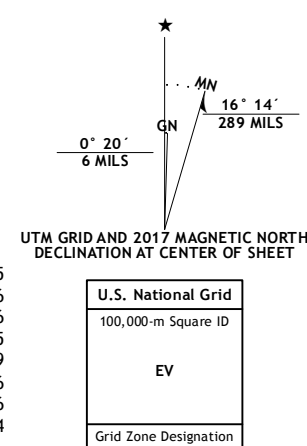 ★
MN
16° 14´
289 MILS
GN
0° 20´
6 MILS
UTM GRID AND 2017 MAGNETIC NORTH
DECLINATION AT CENTER OF SHEET
U.S. National Grid
100,000-m Square ID
EV
Grid Zone Designation